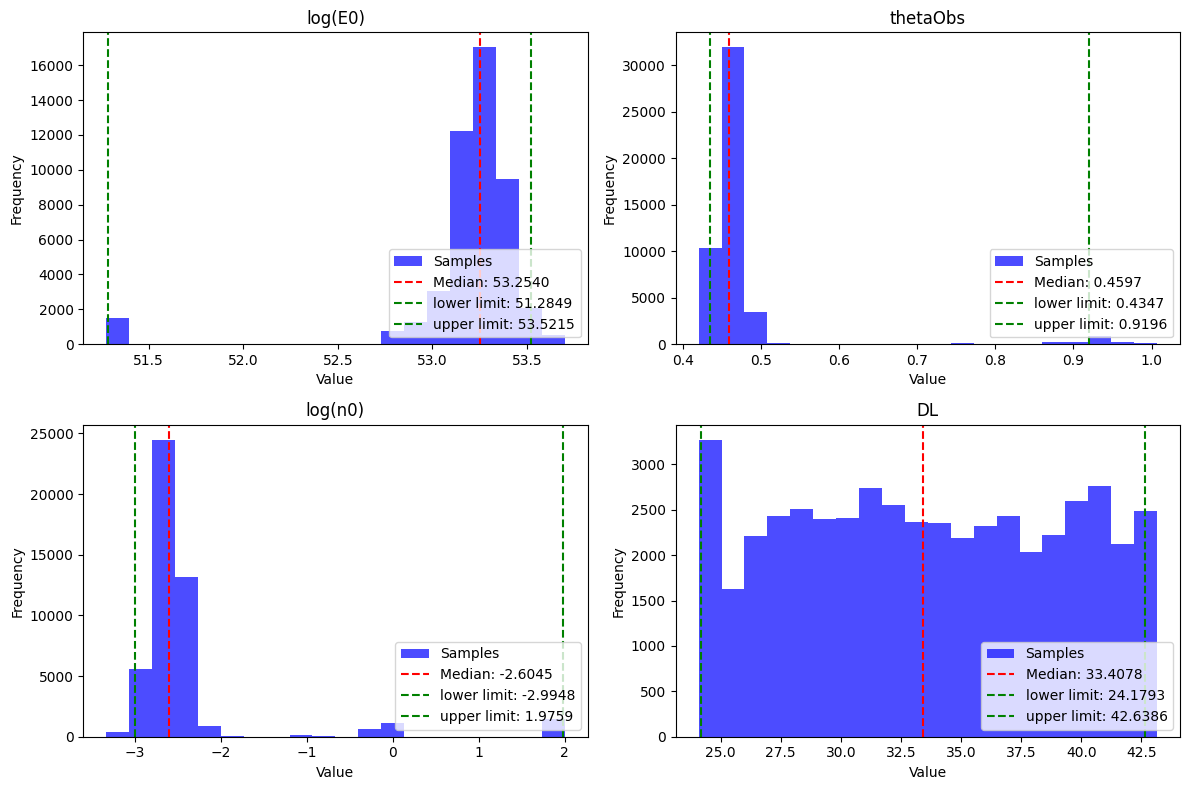 log(E0)
Frequency
16000
14000
12000
10000
8000
6000
4000
2000
0
51.5
52.0
52.5
53.0
53.5
Value
Samples
Median: 53.2540
lower limit: 51.2849
upper limit: 53.5215
thetaObs
Frequency
30000
25000
20000
15000
10000
5000
0
0.4
0.5
0.6
0.7
0.8
0.9
1.0
Value
Samples
Median: 0.4597
lower limit: 0.4347
upper limit: 0.9196
log(n0)
Frequency
25000
20000
15000
10000
5000
0
−3
−2
−1
0
1
2
Value
Samples
Median: -2.6045
lower limit: -2.9948
upper limit: 1.9759
DL
Frequency
3000
2500
2000
1500
1000
500
0
25.0
27.5
30.0
32.5
35.0
37.5
40.0
42.5
Value
Samples
Median: 33.4078
lower limit: 24.1793
upper limit: 42.6386